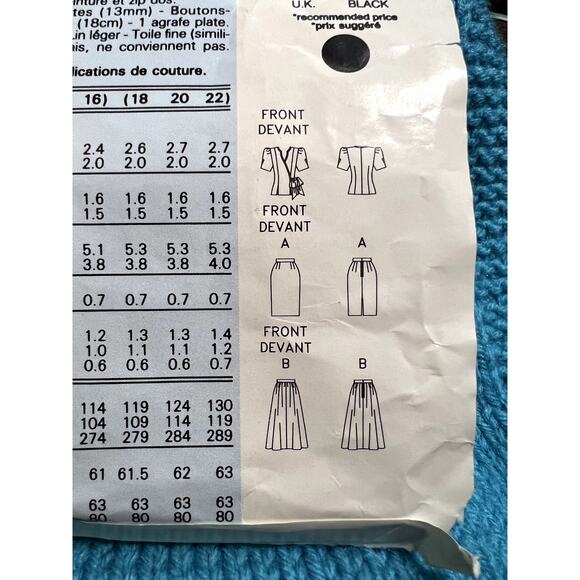 inture et zip dos.
tes (13mm) - Boutons-
(18cm) - 1 agrafe plate.
in léger - Toile fine (simili-
is, ne conviennent pas.
lications de couture.
16) (18 20 22)
2.4 2.6 2.7 2.7
2.0 2.0 2.0 2.0
1.6 1.6 1.6 1.6
1.5 1.5 1.5 1.5
5.1 5.3 5.3 5.3
3.8 3.8 3.8 4.0
0.7 0.7 0.7 0.7
1.2 1.3 1.3 1.4
1.0 1.1 1.1 1.2
0.6 0.6 0.6 0.7
114 119 124 130
104 109 114 119
274 279 284 289
61 61.5 62 63
63 63 63 63
80 80 80 80
U.K. BLACK
*recommended price
*prix suggéré
FRONT
DEVANT
FRONT
DEVANT
A A
FRONT
DEVANT
B B